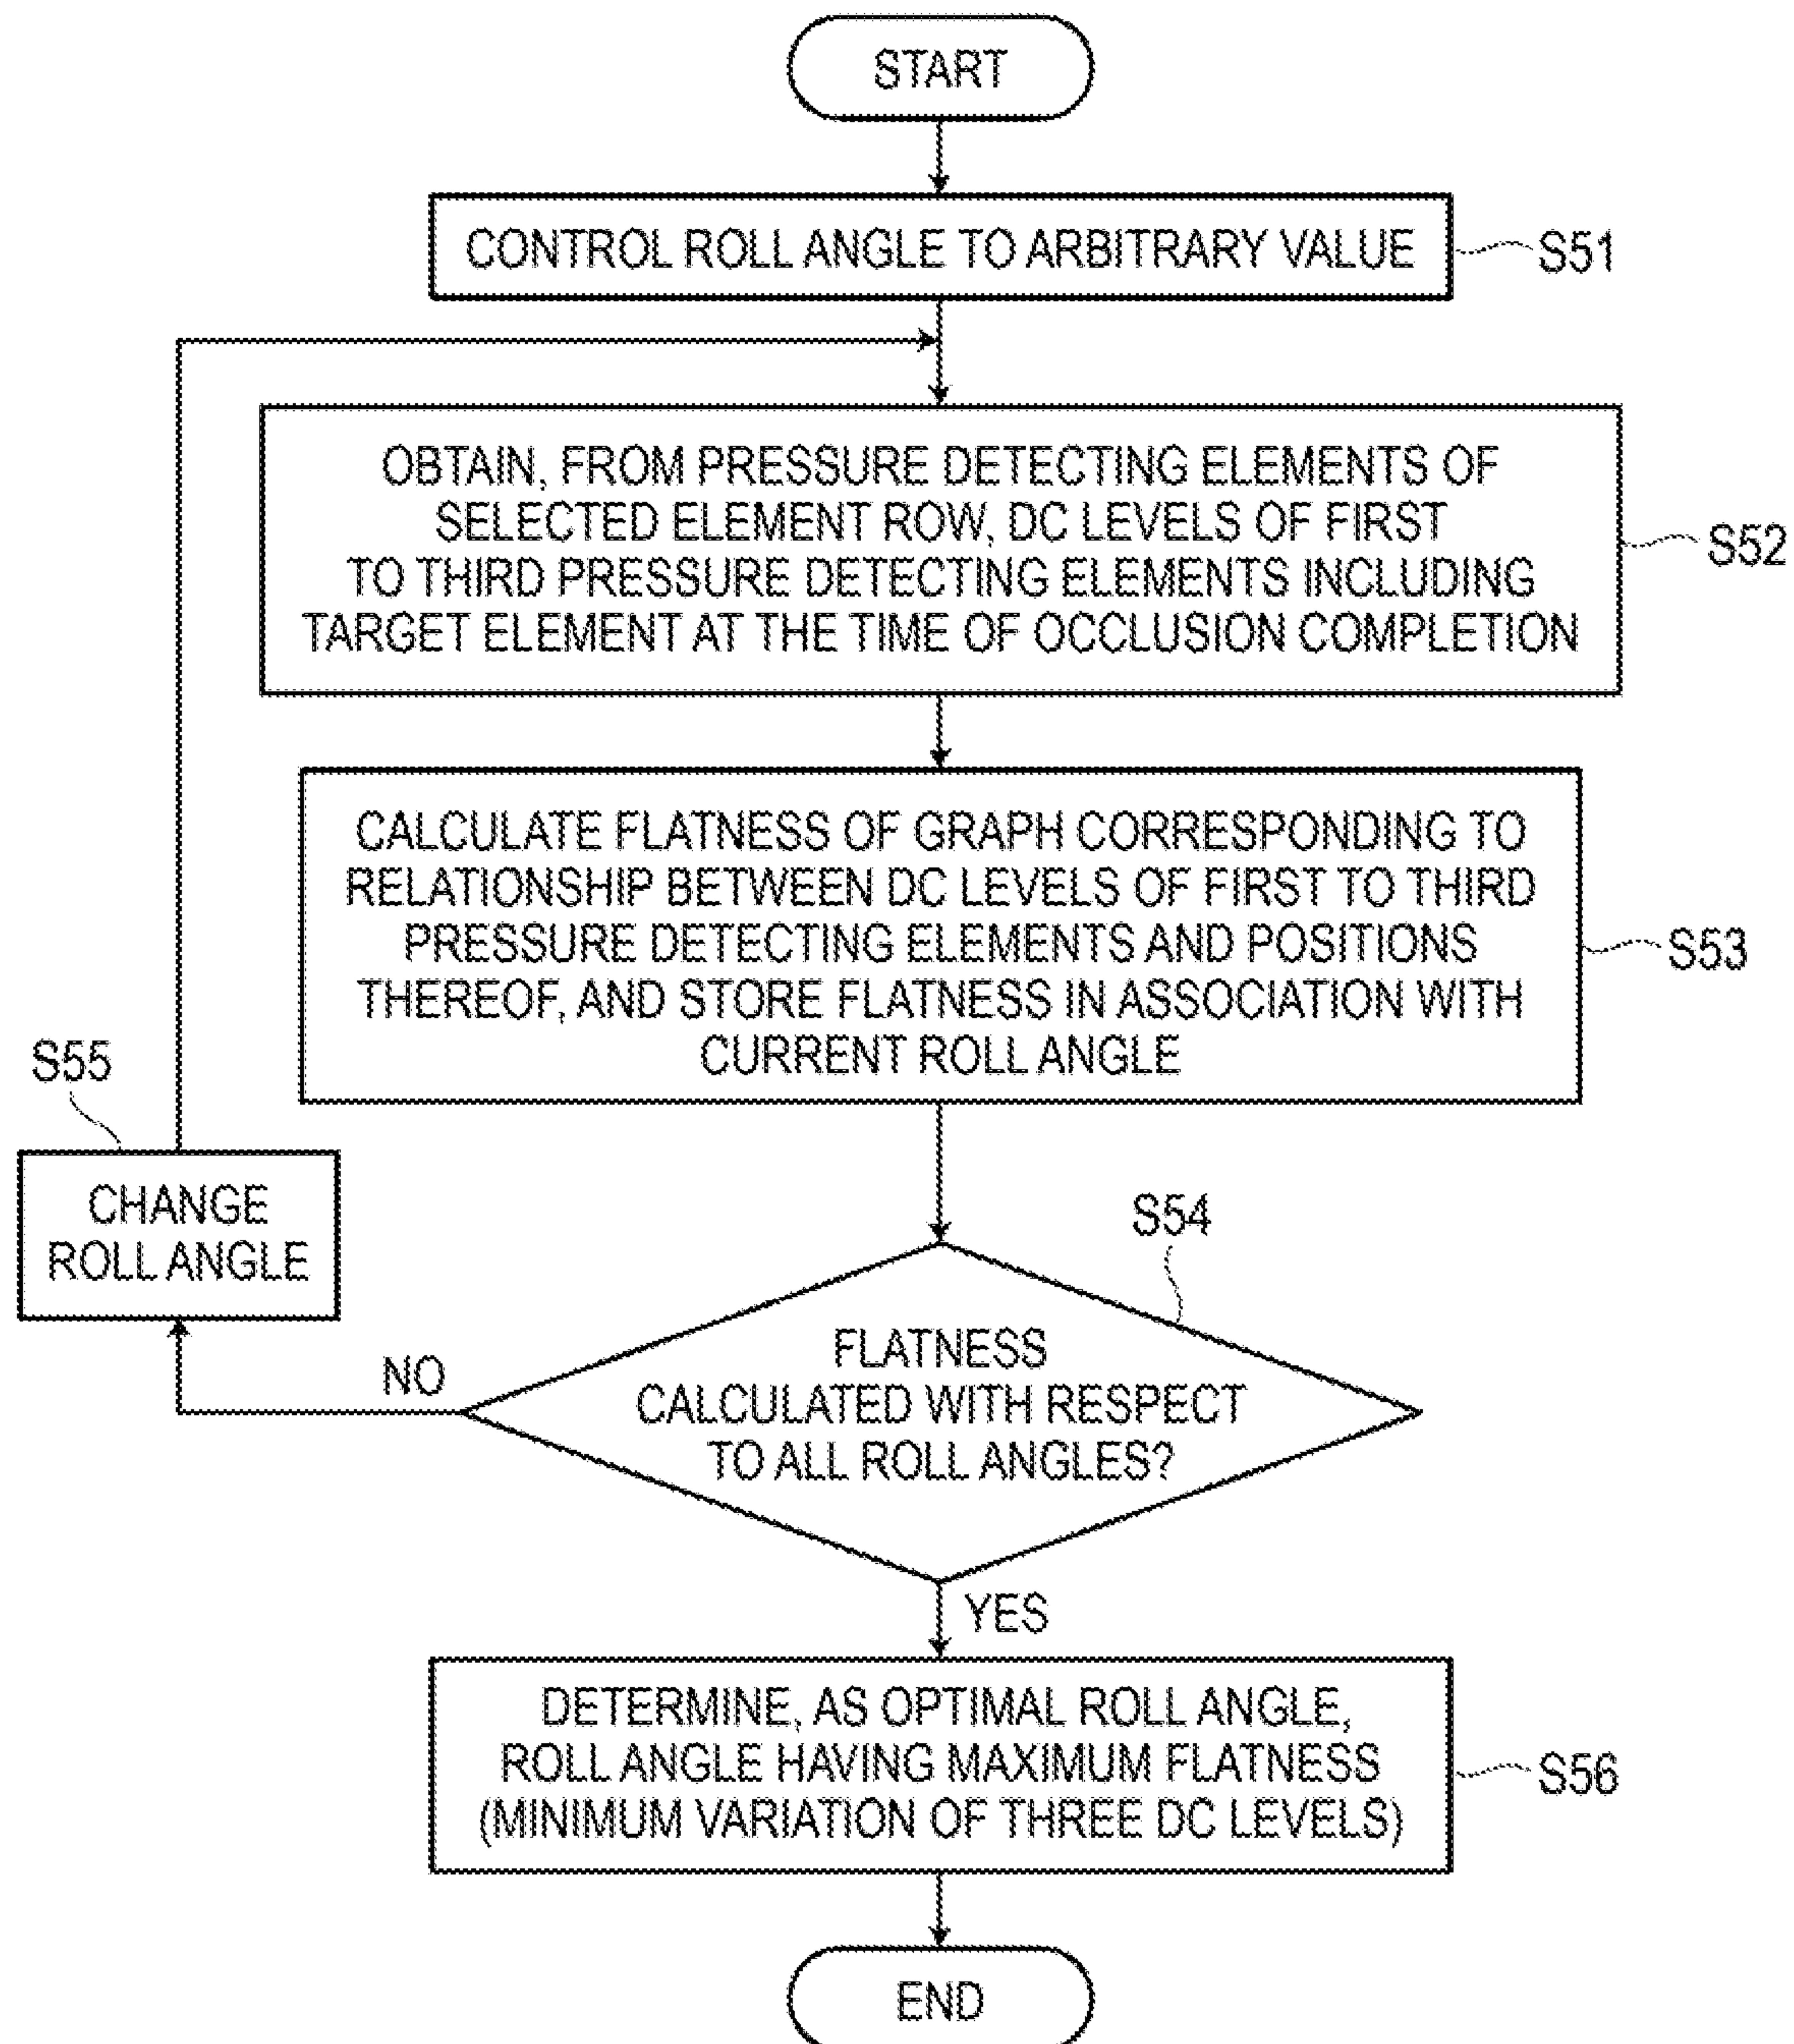 START
CONTROL ROLL ANGLE TO ARBITRARY VALUE
S51
OBTAIN, FROM PRESSURE DETECTING ELEMENTS OF
SELECTED ELEMENT ROW, DC LEVELS OF FIRST
TO THIRD PRESSURE DETECTING ELEMENTS INCLUDING
TARGET ELEMENT AT THE TIME OF OCCLUSION COMPLETION
S52
CALCULATE FLATNESS OF GRAPH CORRESPONDING TO
RELATIONSHIP BETWEEN DC LEVELS OF FIRST TO THIRD
PRESSURE DETECTING ELEMENTS AND POSITIONS
THEREOF, AND STORE FLATNESS IN ASSOCIATION WITH
CURRENT ROLL ANGLE
S53
S55
CHANGE
ROLL ANGLE
S54
FLATNESS
CALCULATED WITH RESPECT
TO ALL ROLL ANGLES?
NO
YES
DETERMINE, AS OPTIMAL ROLL ANGLE,
ROLL ANGLE HAVING MAXIMUM FLATNESS
(MINIMUM VARIATION OF THREE DC LEVELS)
S56
END